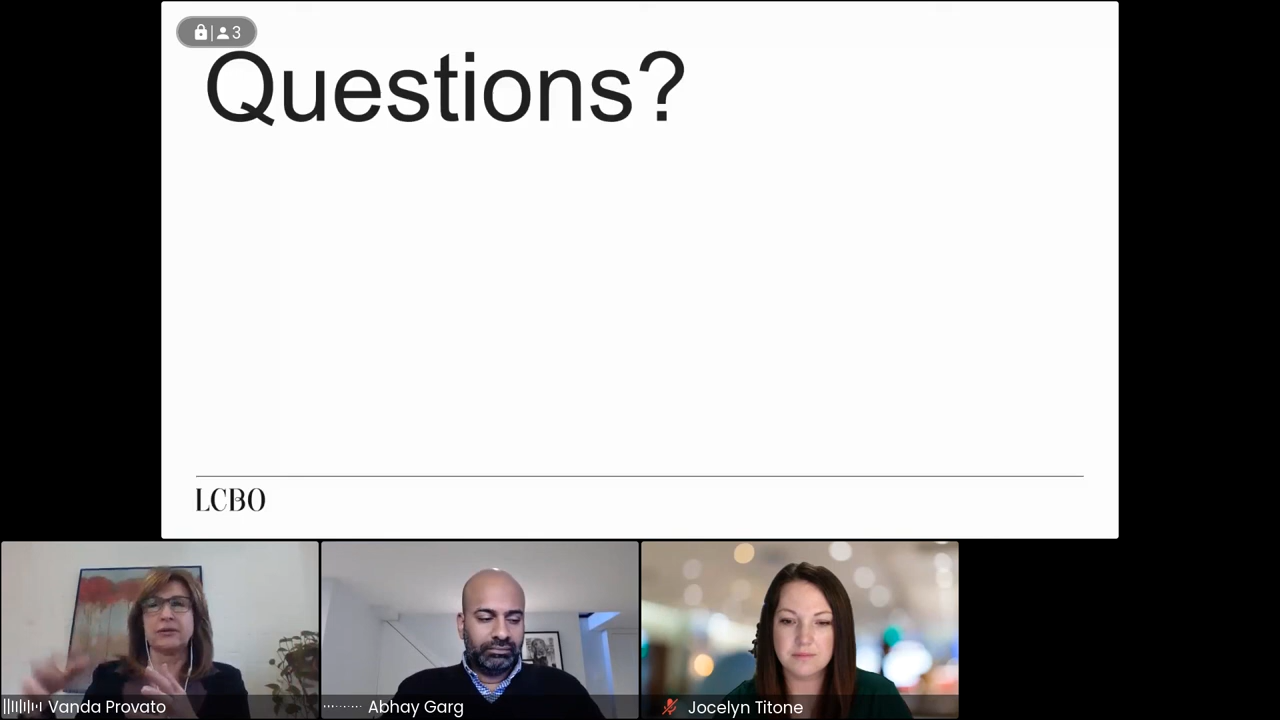 3
Questions?
LCBO
Vanda Provato
Abhay Garg
Jocelyn Titone